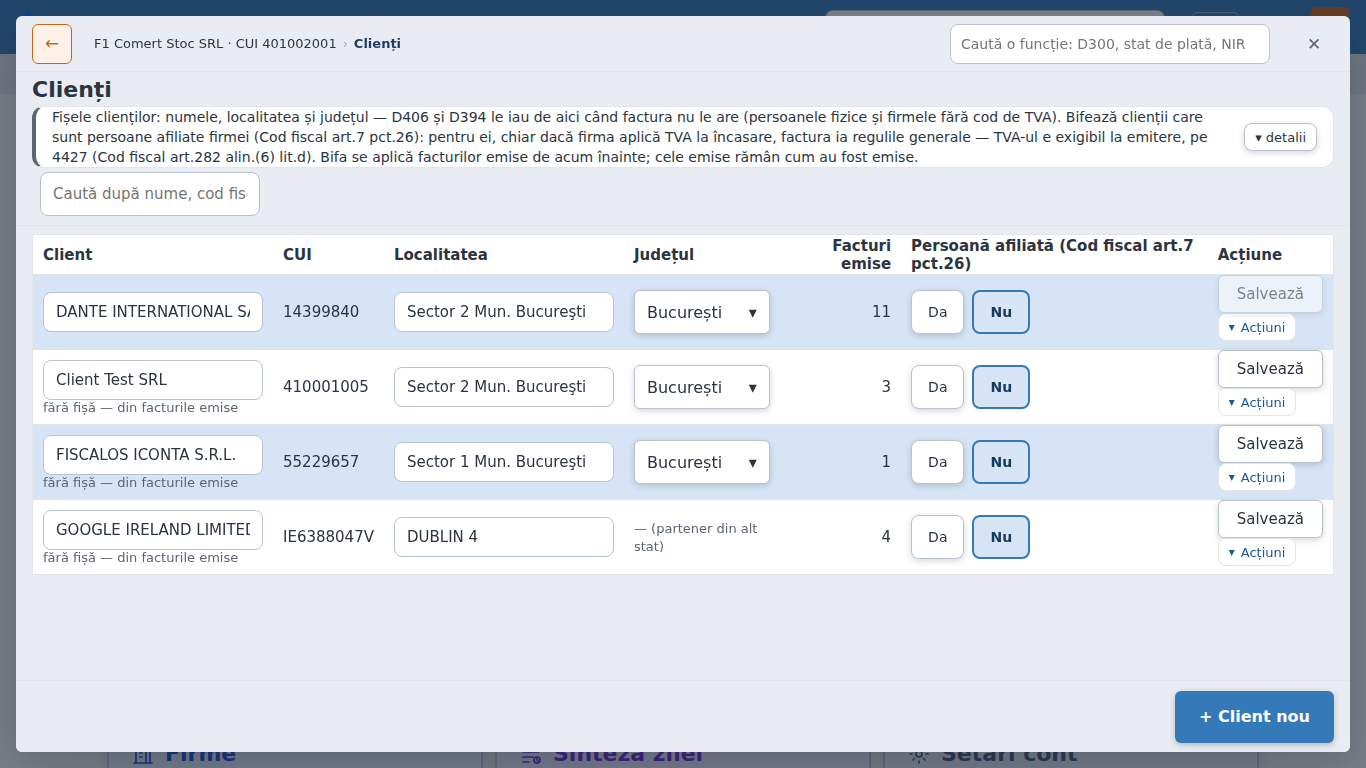 ←
F1 Comert Stoc SRL · CUI 401002001 › Clienți
Caută o funcție: D300, stat de plată, NIR
✕
Clienți
Fișele clienților: numele, localitatea și județul — D406 și D394 le iau de aici când factura nu le are (persoanele fizice și firmele fără cod de TVA). Bifează clienții care
sunt persoane afiliate firmei (Cod fiscal art.7 pct.26): pentru ei, chiar dacă firma aplică TVA la încasare, factura ia regulile generale — TVA-ul e exigibil la emitere, pe
4427 (Cod fiscal art.282 alin.(6) lit.d). Bifa se aplică facturilor emise de acum înainte; cele emise rămân cum au fost emise.
▾ detalii
Caută după nume, cod fis
Client CUI Localitatea Județul Facturi emise Persoană afiliată (Cod fiscal art.7 pct.26) Acțiune
DANTE INTERNATIONAL SA 14399840 Sector 2 Mun. Bucureşti București ▾ 11 Da Nu Salvează
▾ Acțiuni
Client Test SRL 410001005 Sector 2 Mun. Bucureşti București ▾ 3 Da Nu Salvează
fără fișă — din facturile emise ▾ Acțiuni
FISCALOS ICONTA S.R.L. 55229657 Sector 1 Mun. Bucureşti București ▾ 1 Da Nu Salvează
fără fișă — din facturile emise ▾ Acțiuni
GOOGLE IRELAND LIMITED IE6388047V DUBLIN 4 — (partener din alt stat) 4 Da Nu Salvează
fără fișă — din facturile emise ▾ Acțiuni
+ Client nou
Firme Sinteza zilei Setări cont